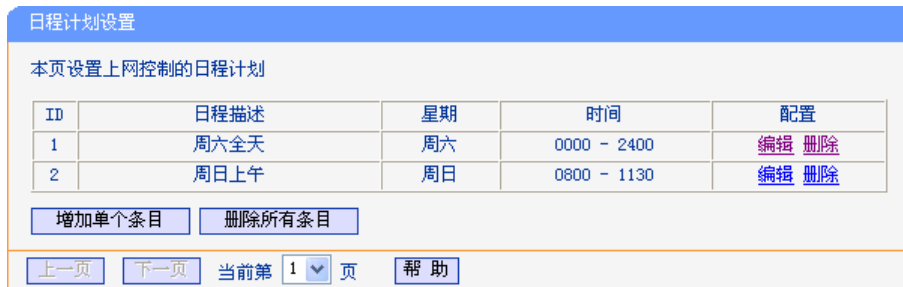 日程计划设置
本页设置上网控制的日程计划
ID 日程描述 星期 时间 配置
1 周六全天 周六 0000 - 2400 编辑 删除
2 周日上午 周日 0800 - 1130 编辑 删除
增加单个条目 删除所有条目
上一页 下一页 当前第 1 页 帮 助